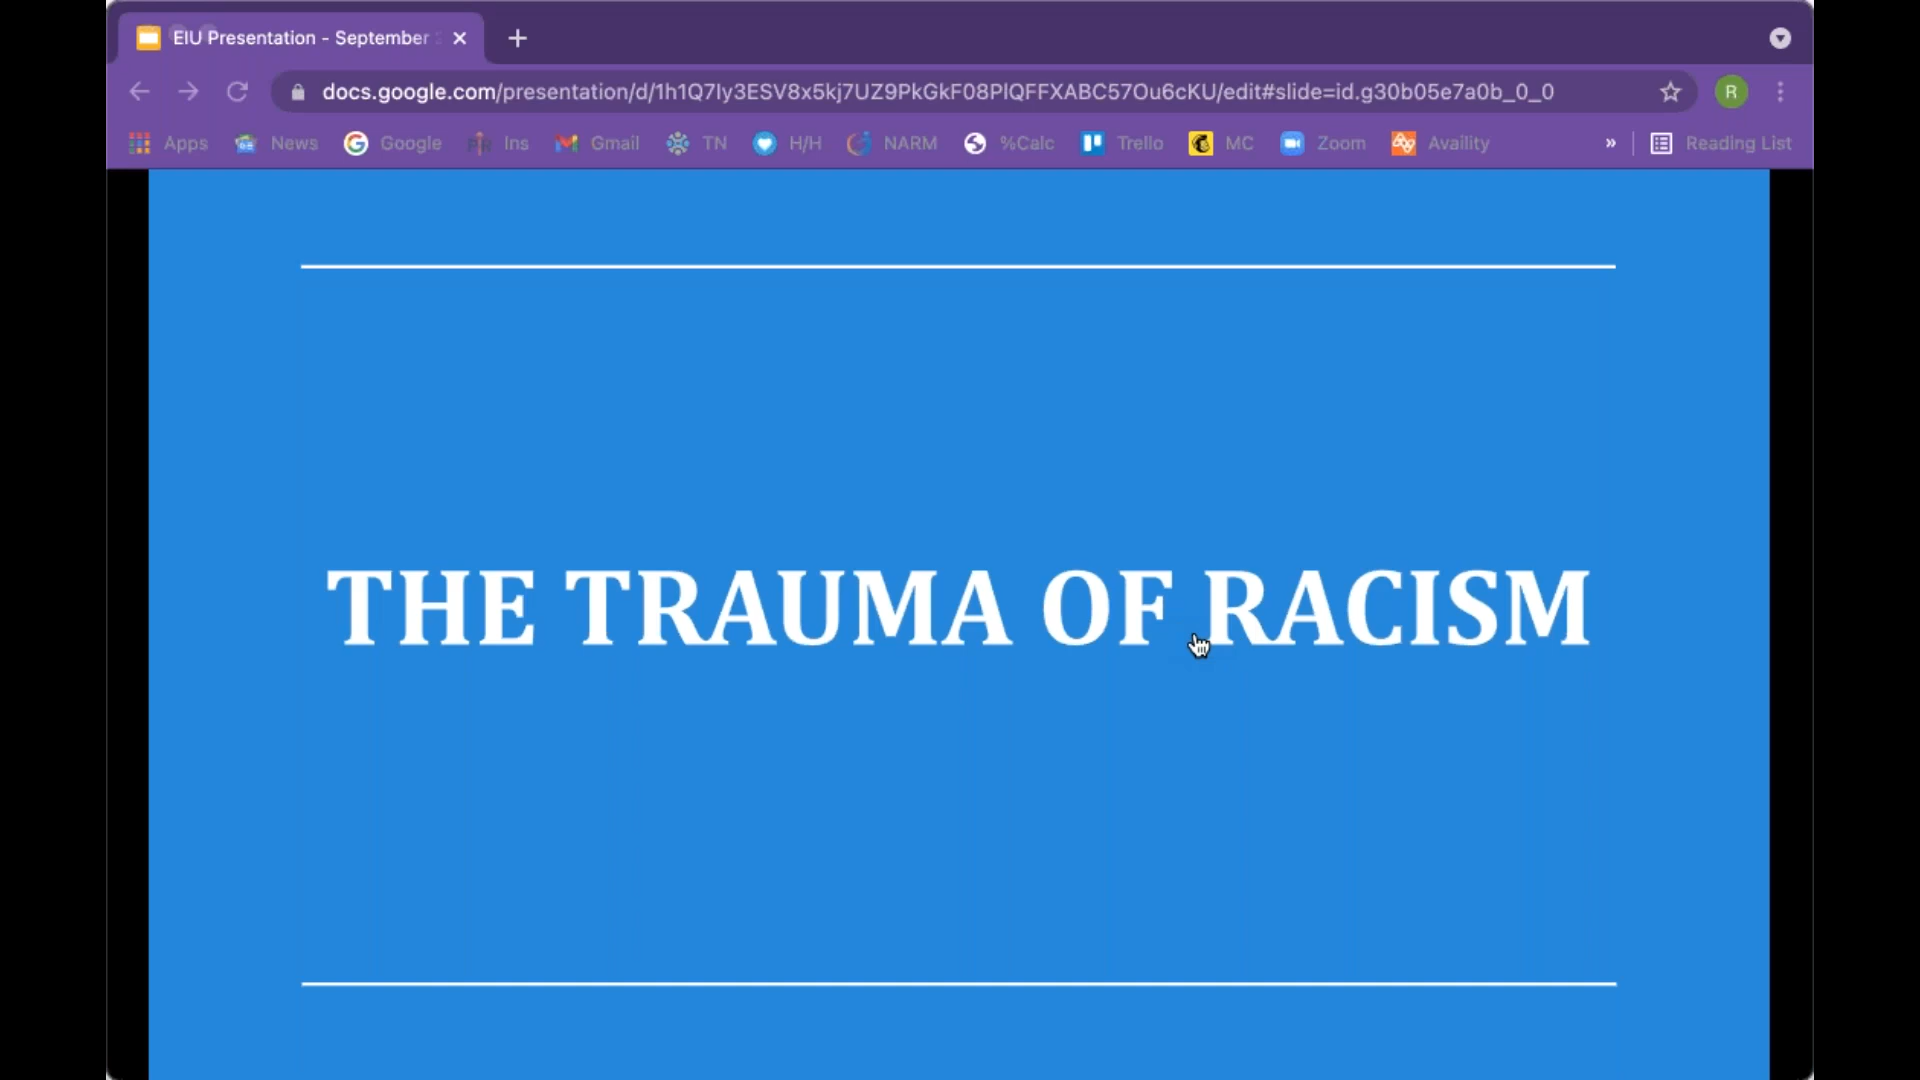 EIU Presentation - September
docs.google.com/presentation/d/1h1Q7Iy3ESV8x5kj7UZ9PkGkF08PlQFFXABC57Ou6cKU/edit#slide=id.g30b05e7a0b_0_0
R
Apps News Google Ins Gmail TN H/H NARM %Calc Trello MC Zoom Availity » Reading List
THE TRAUMA OF RACISM